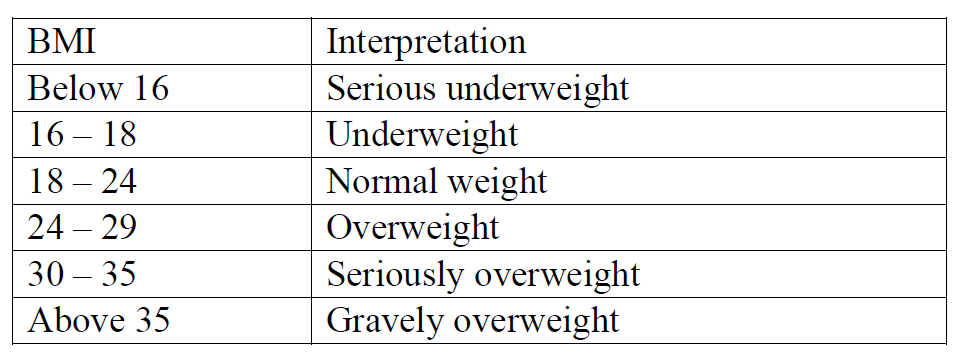 BMI Interpretation
Below 16 Serious underweight
16 – 18 Underweight
18 – 24 Normal weight
24 – 29 Overweight
30 – 35 Seriously overweight
Above 35 Gravely overweight